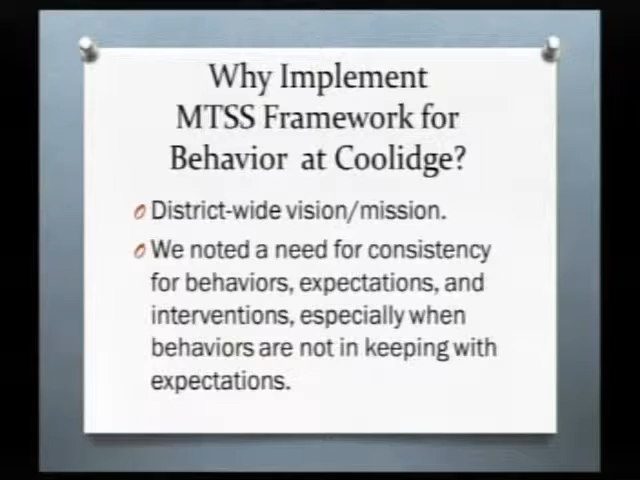 Why Implement
MTSS Framework for
Behavior at Coolidge?
District-wide vision/mission.
We noted a need for consistency
for behaviors, expectations, and
interventions, especially when
behaviors are not in keeping with
expectations.